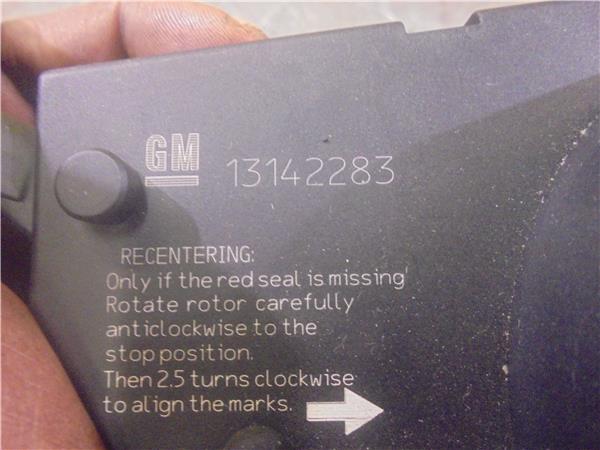 GM 13142283
RECENTERING:
Only if the red seal is missing
Rotate rotor carefully
anticlockwise to the
stop position.
Then 2.5 turns clockwise
to align the marks.